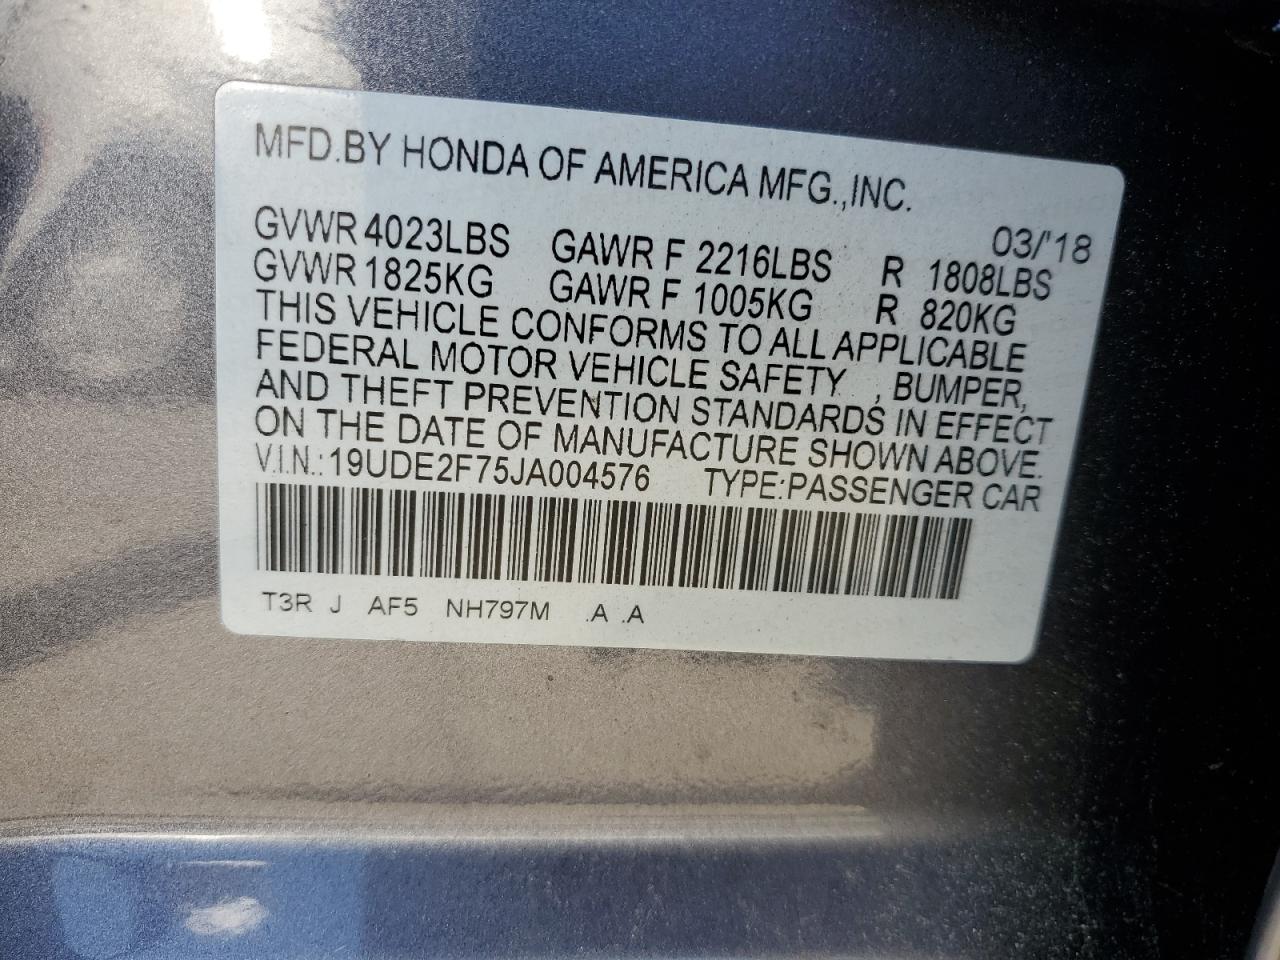 MFD.BY HONDA OF AMERICA MFG.,INC.
03/'18
GVWR 4023LBS GAWR F 2216LBS R 1808LBS
GVWR 1825KG GAWR F 1005KG R 820KG
THIS VEHICLE CONFORMS TO ALL APPLICABLE
FEDERAL MOTOR VEHICLE SAFETY , BUMPER,
AND THEFT PREVENTION STANDARDS IN EFFECT
ON THE DATE OF MANUFACTURE SHOWN ABOVE.
V.I.N.:19UDE2F75JA004576 TYPE:PASSENGER CAR
T3R J AF5 NH797M .A .A